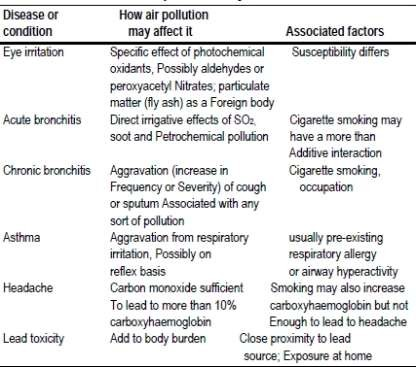 Disease or How air pollution
condition may affect it Associated factors
Eye irritation Specific effect of photochemical Susceptibility differs
oxidants, Possibly aldehydes or
peroxyacetyl Nitrates; particulate
matter (fly ash) as a Foreign body
Acute bronchitis Direct irrigative effects of SO₂, Cigarette smoking may
soot and Petrochemical pollution have a more than
Additive interaction
Chronic bronchitis Aggravation (increase in Cigarette smoking,
Frequency or Severity) of cough occupation
or sputum Associated with any
sort of pollution
Asthma Aggravation from respiratory usually pre-existing
irritation, Possibly on respiratory allergy
reflex basis or airway hyperactivity
Headache Carbon monoxide sufficient Smoking may also increase
To lead to more than 10% carboxyhaemoglobin but not
carboxyhaemoglobin Enough to lead to headache
Lead toxicity Add to body burden Close proximity to lead
source; Exposure at home